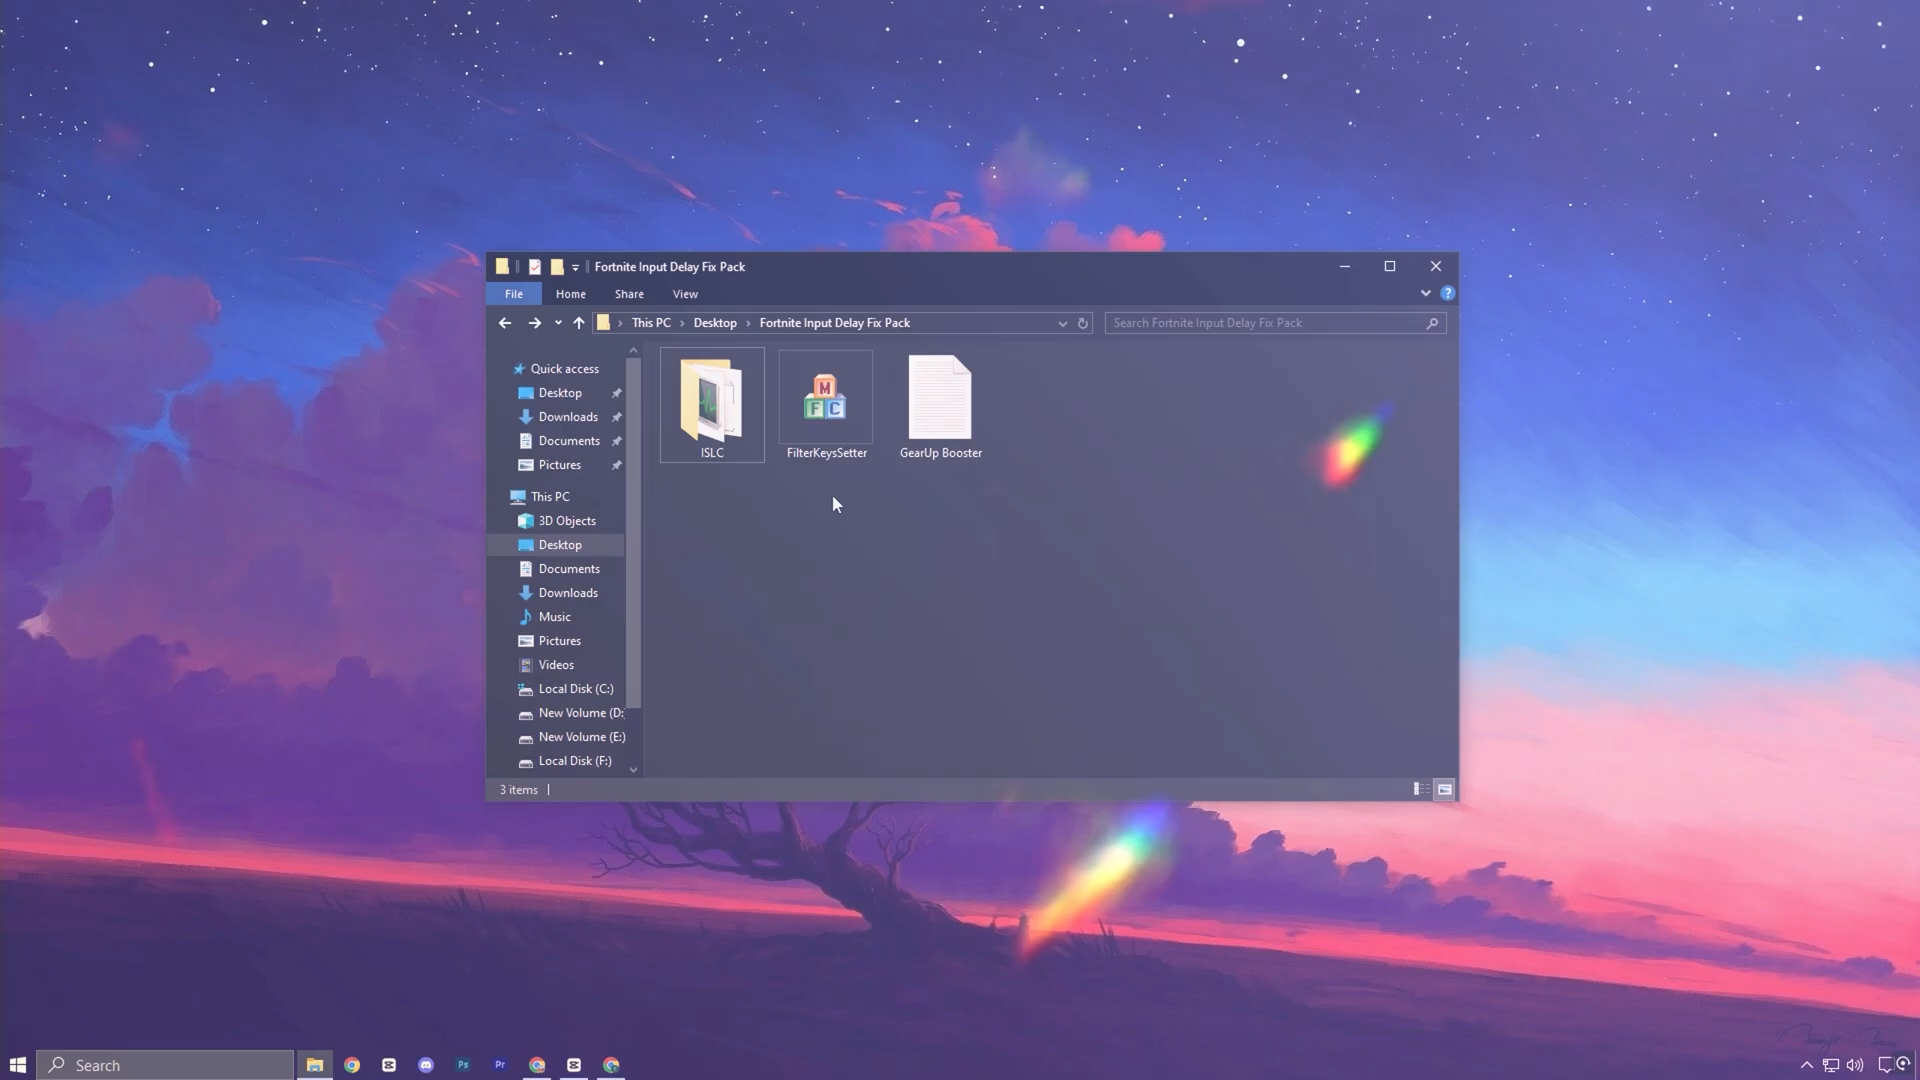 Fortnite Input Delay Fix Pack
File Home Share View
?
This PC Desktop Fortnite Input Delay Fix Pack Search Fortnite Input Delay Fix Pack
Quick access
Desktop
Downloads
Documents
Pictures
This PC
3D Objects
Desktop
Documents
Downloads
Music
Pictures
Videos
Local Disk (C:)
New Volume (D:
New Volume (E:)
Local Disk (F:)
M
F C
ISLC FilterKeysSetter GearUp Booster
3 items
Search Ps Pr